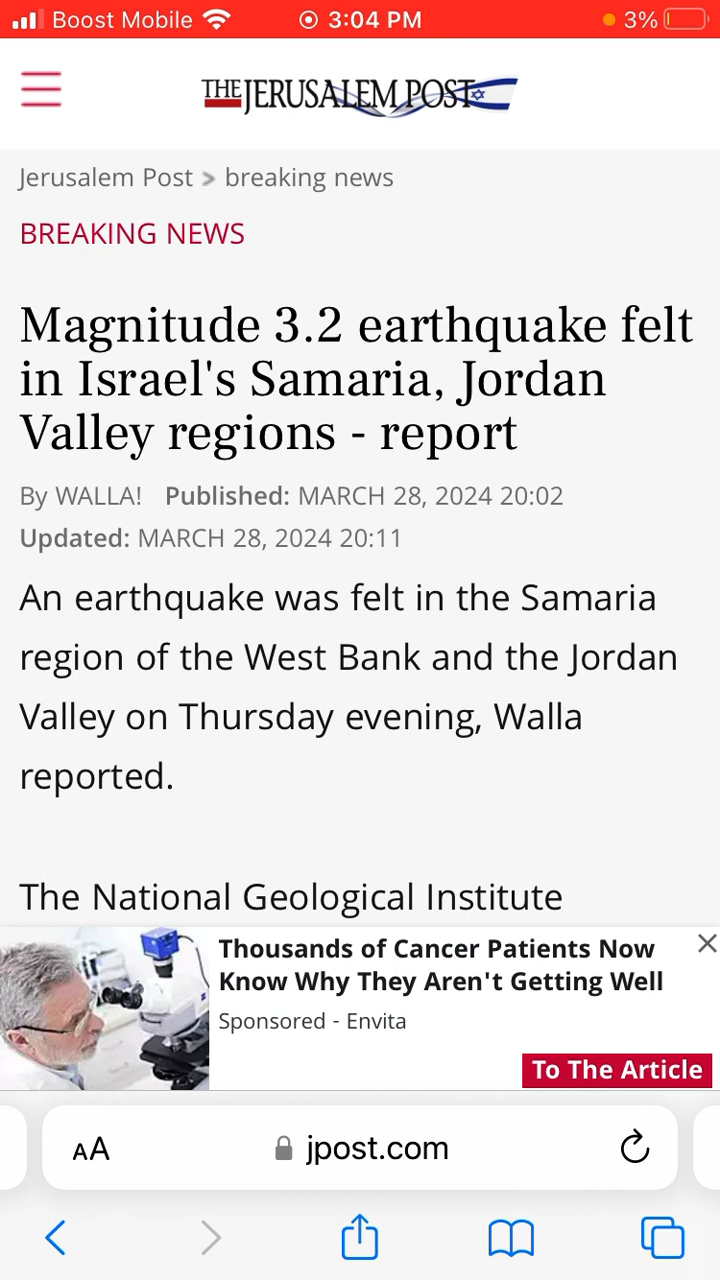 Boost Mobile 3:04 PM 3%
THE JERUSALEM POST
Jerusalem Post > breaking news
BREAKING NEWS
Magnitude 3.2 earthquake felt
in Israel's Samaria, Jordan
Valley regions - report
By WALLA! Published: MARCH 28, 2024 20:02
Updated: MARCH 28, 2024 20:11
An earthquake was felt in the Samaria
region of the West Bank and the Jordan
Valley on Thursday evening, Walla
reported.
The National Geological Institute
Thousands of Cancer Patients Now
Know Why They Aren't Getting Well
Sponsored - Envita
To The Article
AA jpost.com